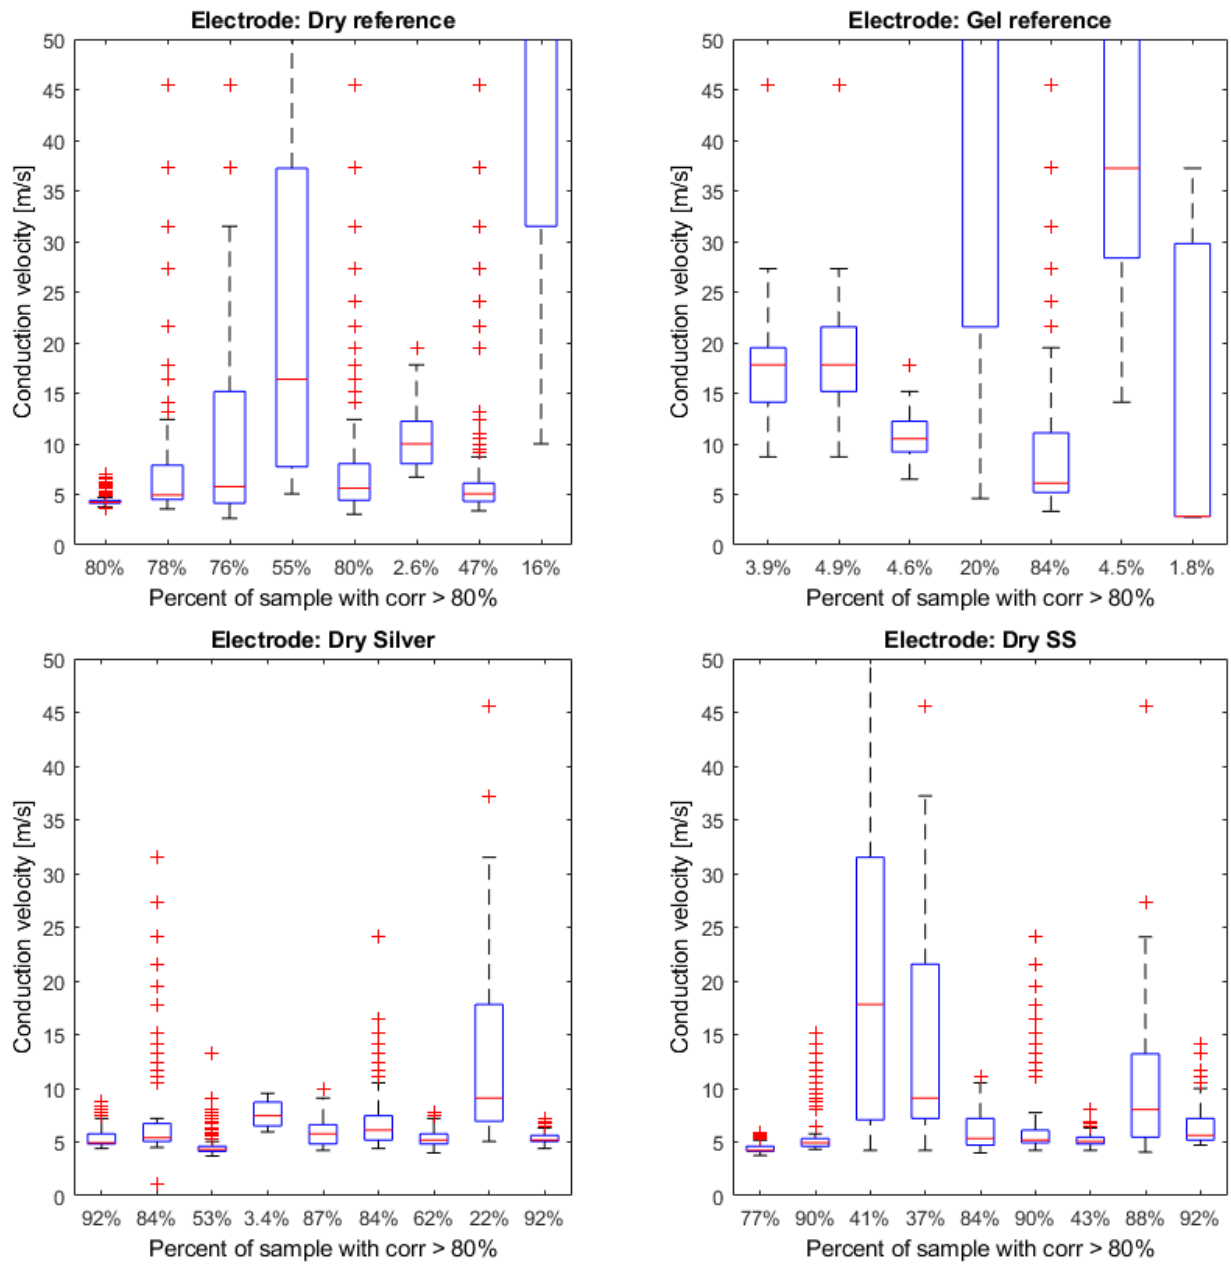 Electrode: Dry reference
50
45
40
35
30
25
20
15
10
5
0
Conduction velocity [m/s]
80% 78% 76% 55% 80% 2.6% 47% 16%
Percent of sample with corr > 80%
Electrode: Gel reference
50
45
40
35
30
25
20
15
10
5
0
Conduction velocity [m/s]
3.9% 4.9% 4.6% 20% 84% 4.5% 1.8%
Percent of sample with corr > 80%
Electrode: Dry Silver
50
45
40
35
30
25
20
15
10
5
0
Conduction velocity [m/s]
92% 84% 53% 3.4% 87% 84% 62% 22% 92%
Percent of sample with corr > 80%
Electrode: Dry SS
50
45
40
35
30
25
20
15
10
5
0
Conduction velocity [m/s]
77% 90% 41% 37% 84% 90% 43% 88% 92%
Percent of sample with corr > 80%